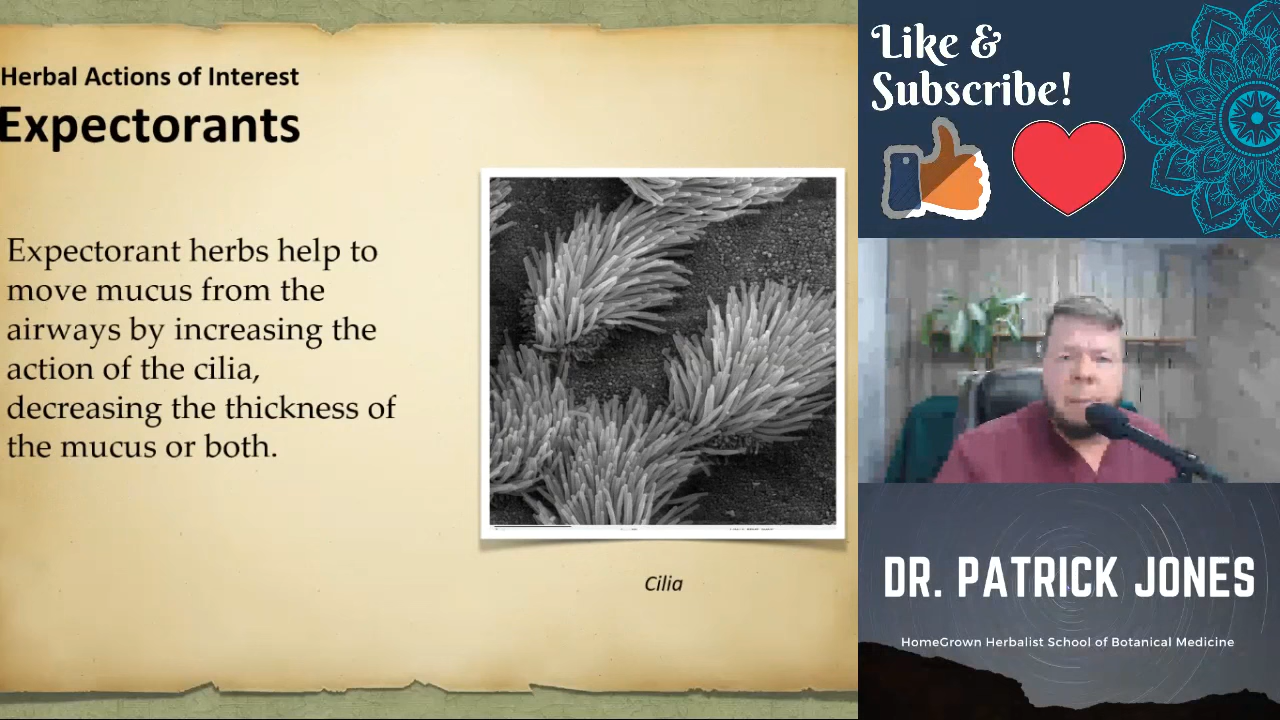 Herbal Actions of Interest
Expectorants
Expectorant herbs help to
move mucus from the
airways by increasing the
action of the cilia,
decreasing the thickness of
the mucus or both.
Cilia
Like &
Subscribe!
DR. PATRICK JONES
HomeGrown Herbalist School of Botanical Medicine